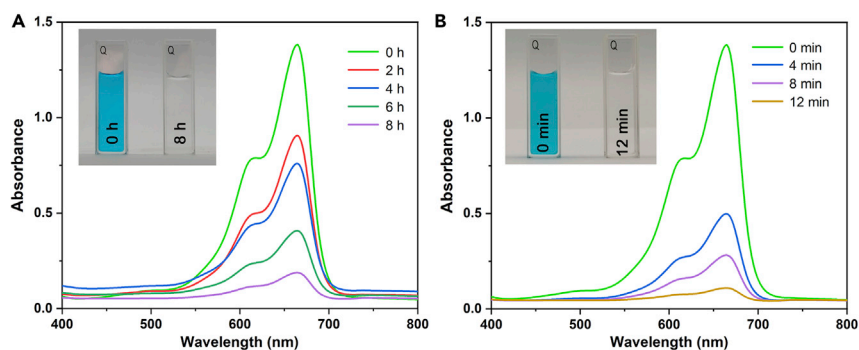 A
Q
0 h
Q
8 h
0 h
2 h
4 h
6 h
8 h
1.5
1.0
0.5
0.0
Absorbance
400
500
600
700
800
Wavelength (nm)
B
Q
0 min
Q
12 min
0 min
4 min
8 min
12 min
1.5
1.0
0.5
0.0
Absorbance
400
500
600
700
800
Wavelength (nm)